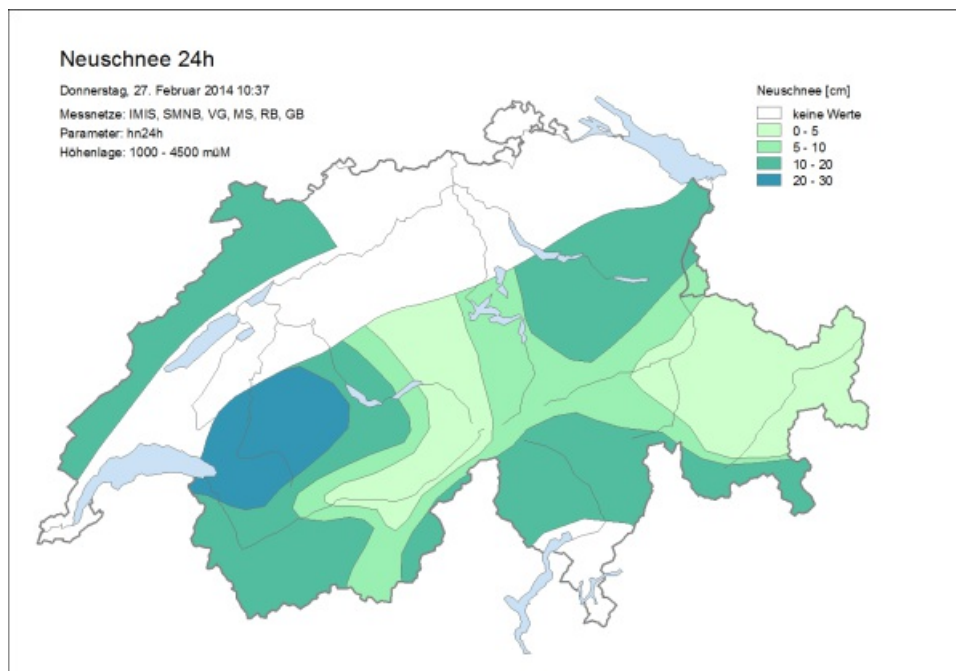 Neuschnee 24h
Donnerstag, 27. Februar 2014 10:37
Messnetze: IMIS, SMNB, VG, MS, RB, GB
Parameter: hn24h
Höhenlage: 1000 - 4500 müM
Neuschnee [cm]
keine Werte
0 - 5
5 - 10
10 - 20
20 - 30